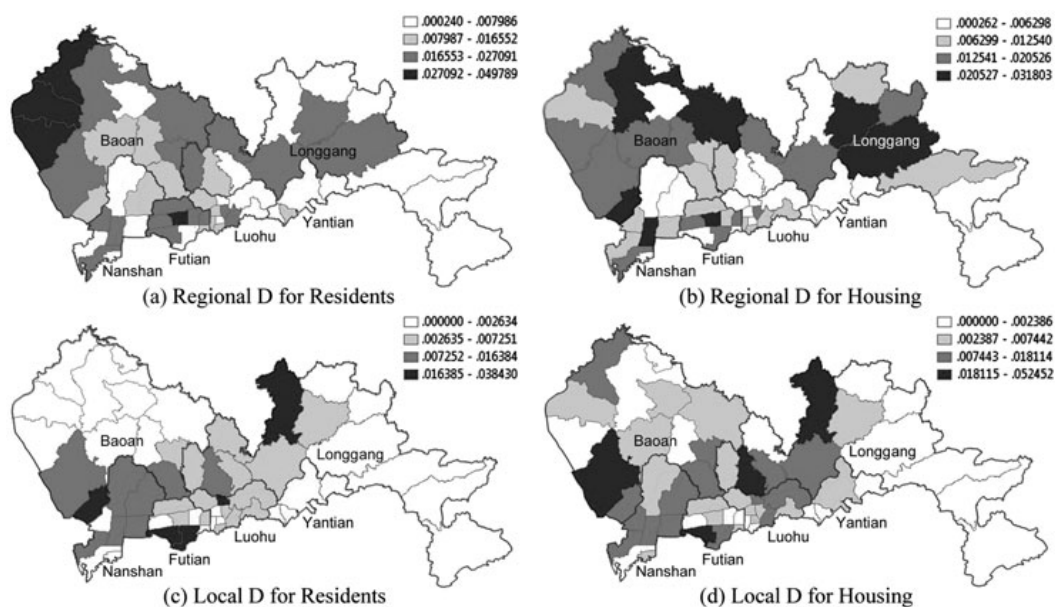 .000240 - .007986
.007987 - .016552
.016553 - .027091
.027092 - .049789
Baoan
Longgang
Yantian
Luohu
Futian
Nanshan
(a) Regional D for Residents
.000262 - .006298
.006299 - .012540
.012541 - .020526
.020527 - .031803
Baoan
Longgang
Yantian
Luohu
Futian
Nanshan
(b) Regional D for Housing
.000000 - .002634
.002635 - .007251
.007252 - .016384
.016385 - .038430
Baoan
Longgang
Yantian
Luohu
Futian
Nanshan
(c) Local D for Residents
.000000 - .002386
.002387 - .007442
.007443 - .018114
.018115 - .052452
Baoan
Longgang
Yantian
Luohu
Futian
Nanshan
(d) Local D for Housing